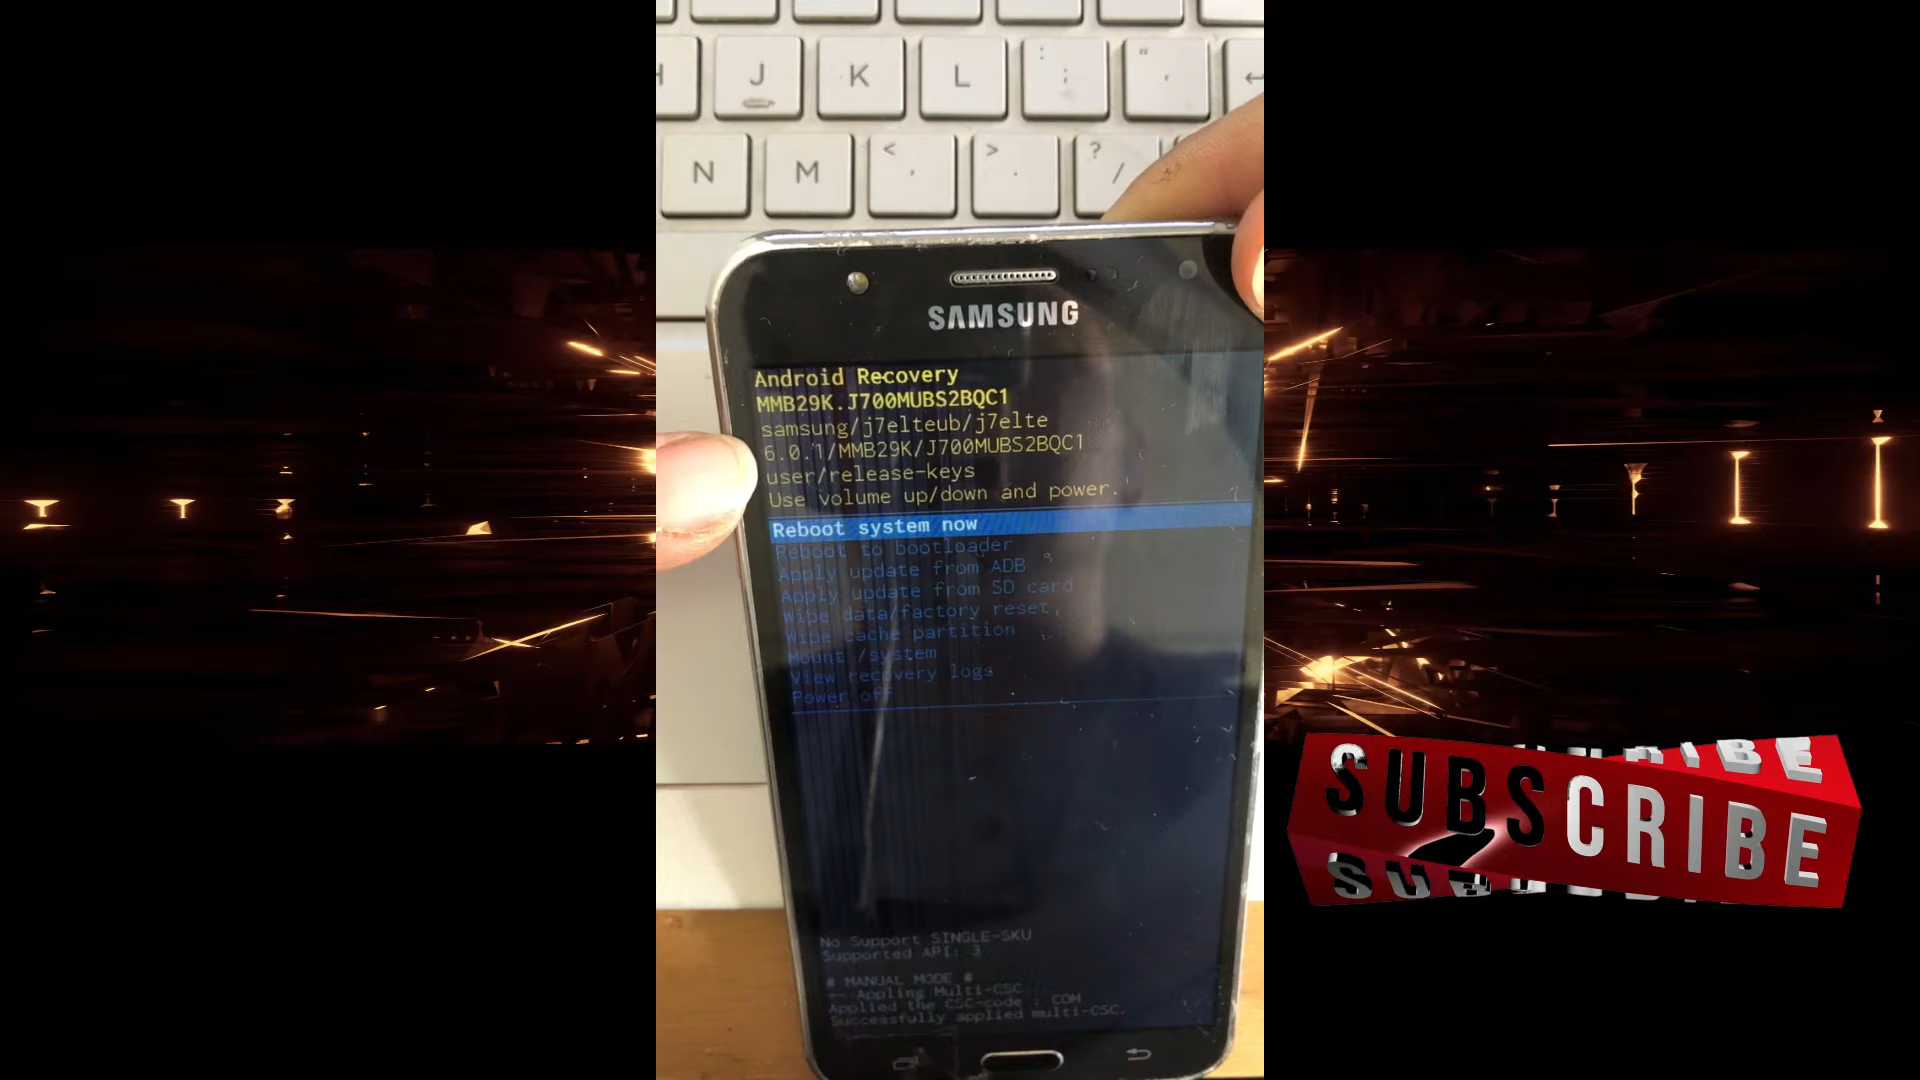 H J K L : ; " '
N M < , > . ? /
SAMSUNG
Android Recovery
MMB29K.J700MUBS2BQC1
samsung/j7elteub/j7elte
6.0.1/MMB29K/J700MUBS2BQC1
user/release-keys
Use volume up/down and power.
Reboot system now
Reboot to bootloader
Apply update from ADB
Apply update from SD card
Wipe data/factory reset
Wipe cache partition
Mount /system
View recovery logs
Power off
No Support SINGLE-SKU
Supported API: 3
# MANUAL MODE #
-- Appling Multi-CSC
Applied the CSC-code : COM
Successfully applied multi-CSC.
SUBSCRIBE